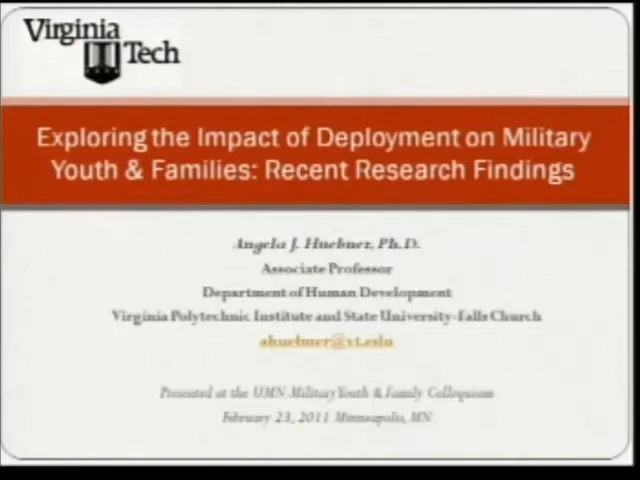 Virginia
Tech
Exploring the Impact of Deployment on Military
Youth & Families: Recent Research Findings
Angela J. Huebner, Ph.D.
Associate Professor
Department of Human Development
Virginia Polytechnic Institute and State University-Falls Church
ahuebner@vt.edu
Presented at the UMN Military Youth & Family Colloquium
February 23, 2011 Minneapolis, MN